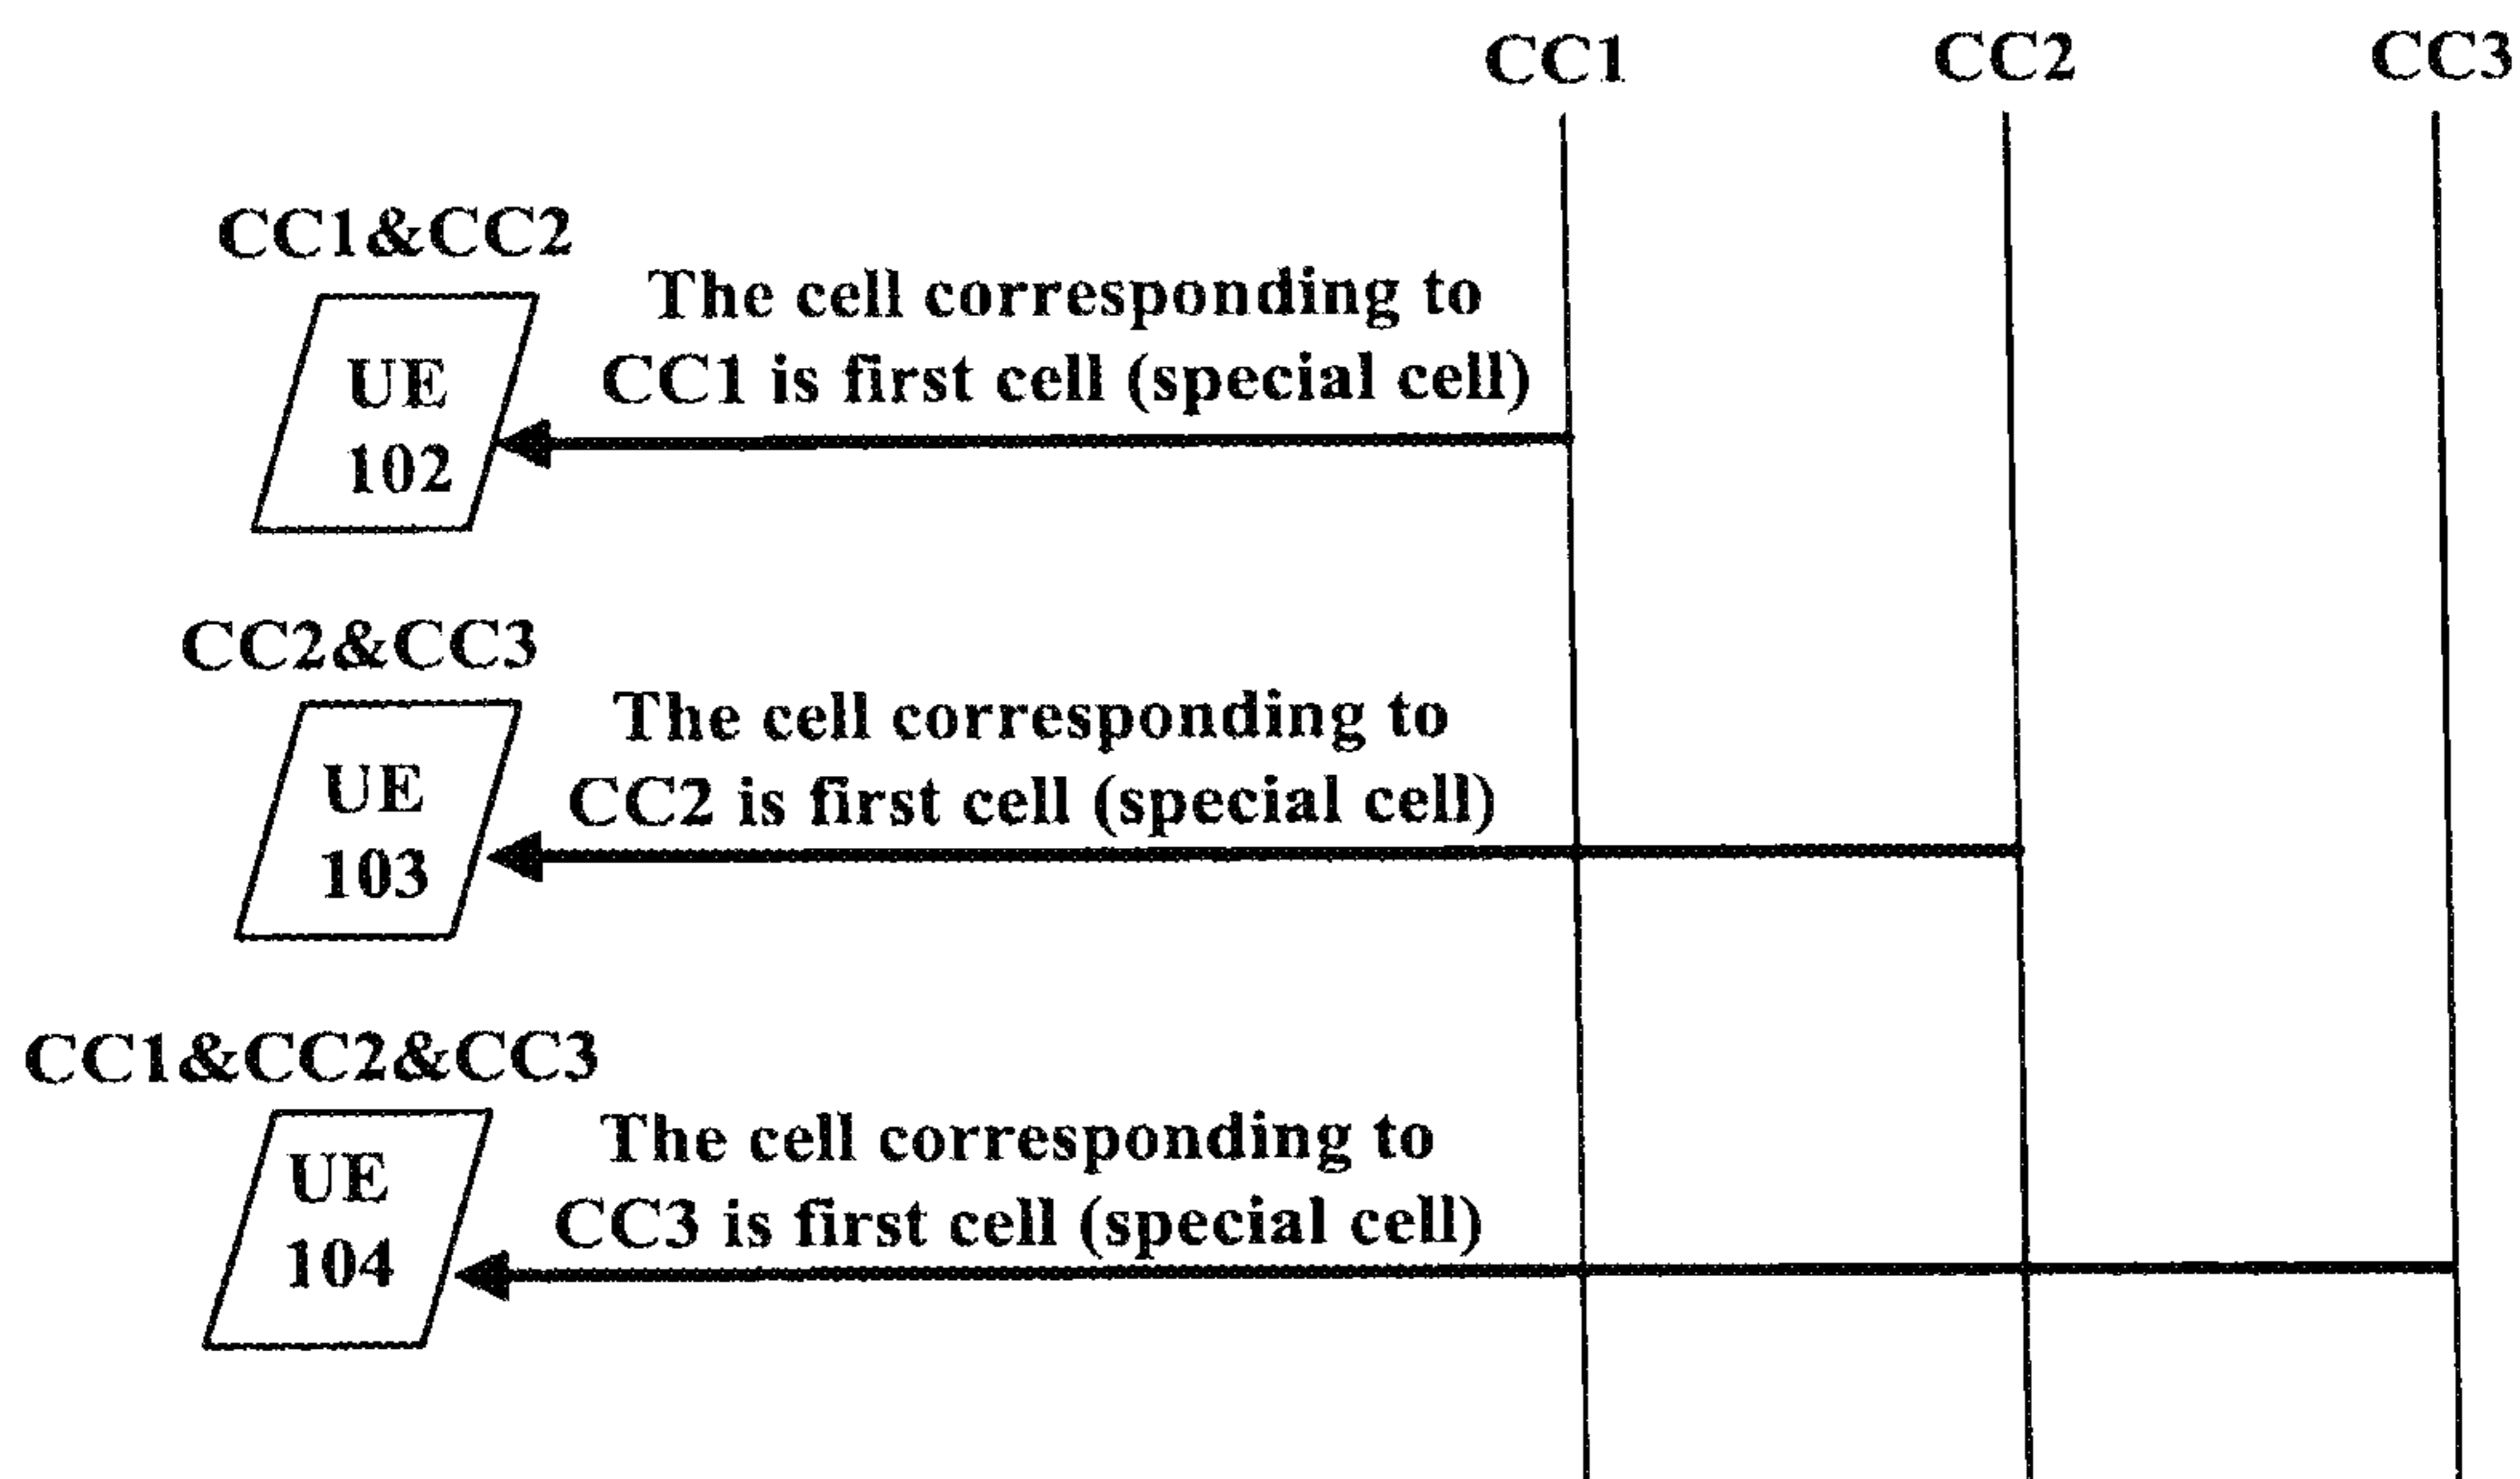 CC1 CC2 CC3
CC1&CC2
The cell corresponding to
CC1 is first cell (special cell)
UE
102
CC2&CC3
The cell corresponding to
CC2 is first cell (special cell)
UE
103
CC1&CC2&CC3
The cell corresponding to
CC3 is first cell (special cell)
UE
104